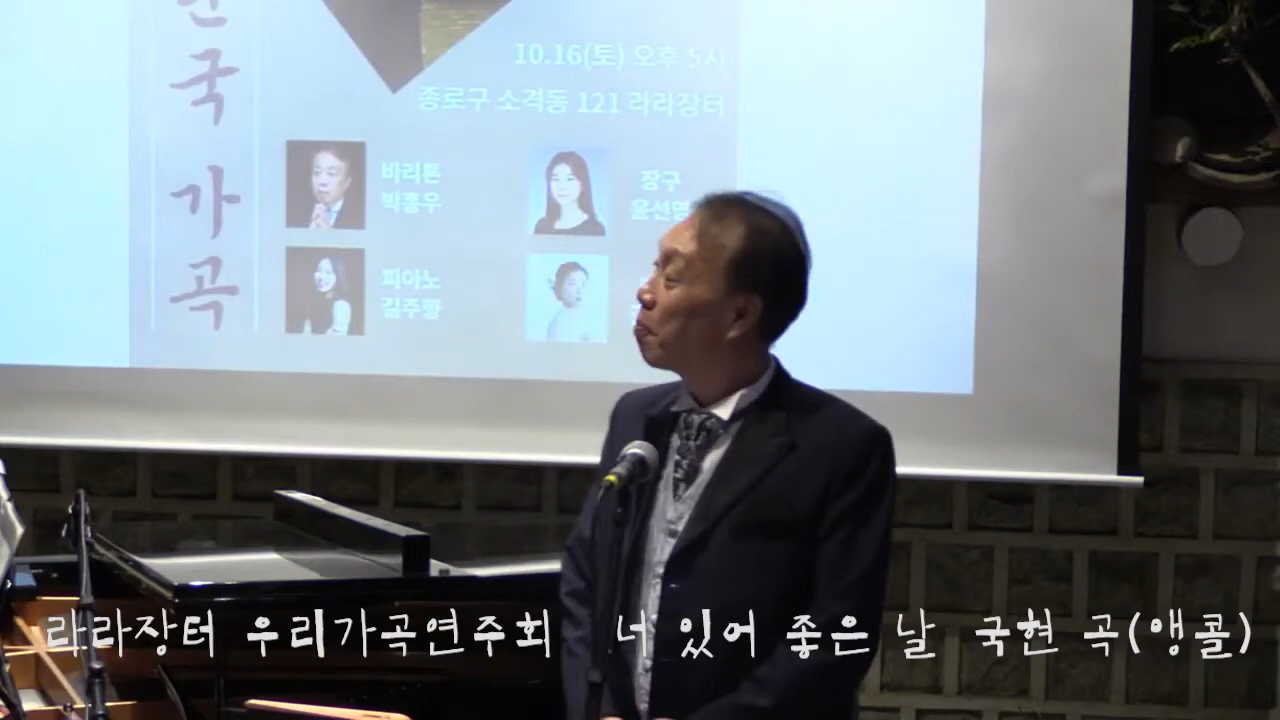 국 가 곡
10.16(토) 오후 5시
종로구 소격동 121 라라장터
바리톤
박흥우
장구
윤선영
피아노
길주향
라라장터 우리가곡연주회 너 있어 좋은 날 국현 곡(앵콜)